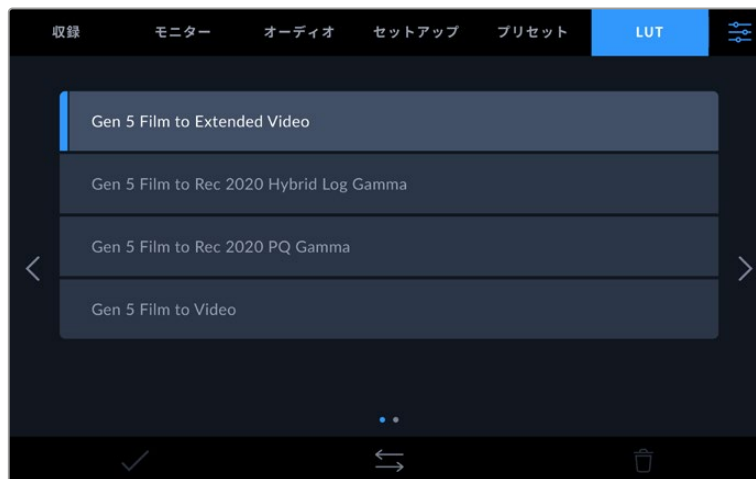 収録 モニター オーディオ セットアップ プリセット LUT
Gen 5 Film to Extended Video
Gen 5 Film to Rec 2020 Hybrid Log Gamma
Gen 5 Film to Rec 2020 PQ Gamma
Gen 5 Film to Video